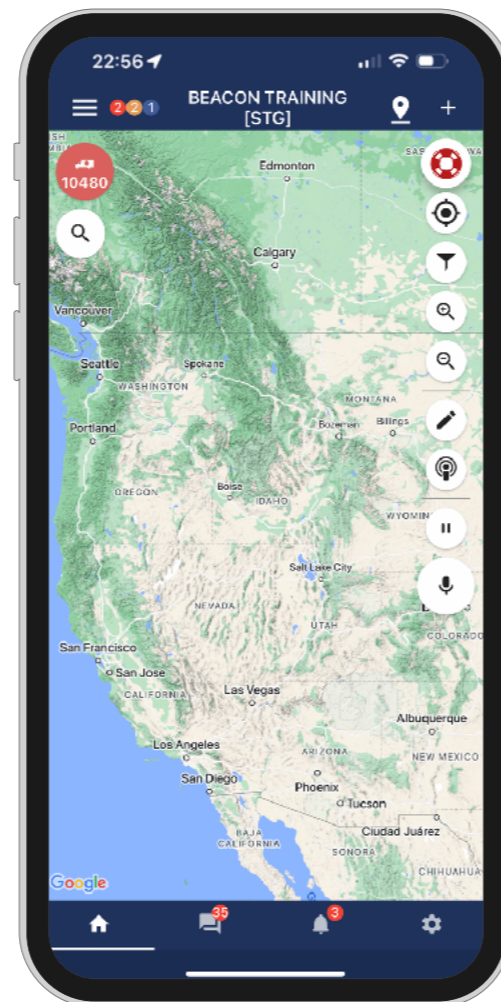 22:56
2 2 1
BEACON TRAINING
[STG]
10480
Edmonton
Calgary
Vancouver
Seattle
Spokane
WASHINGTON
MONTANA
Portland
Bozeman
Billings
OREGON
Boise
IDAHO
WYOMIN
Salt Lake City
NEVADA
UTAH
COLORADO
San Francisco
San Jose
CALIFORNIA
Las Vegas
Albuquerque
Los Angeles
ARIZONA
NEW MEXICO
San Diego
Phoenix
Tucson
Ciudad Juárez
BAJA
CALIFORNIA
SONORA
CHIHUAHUA
Google
35
3